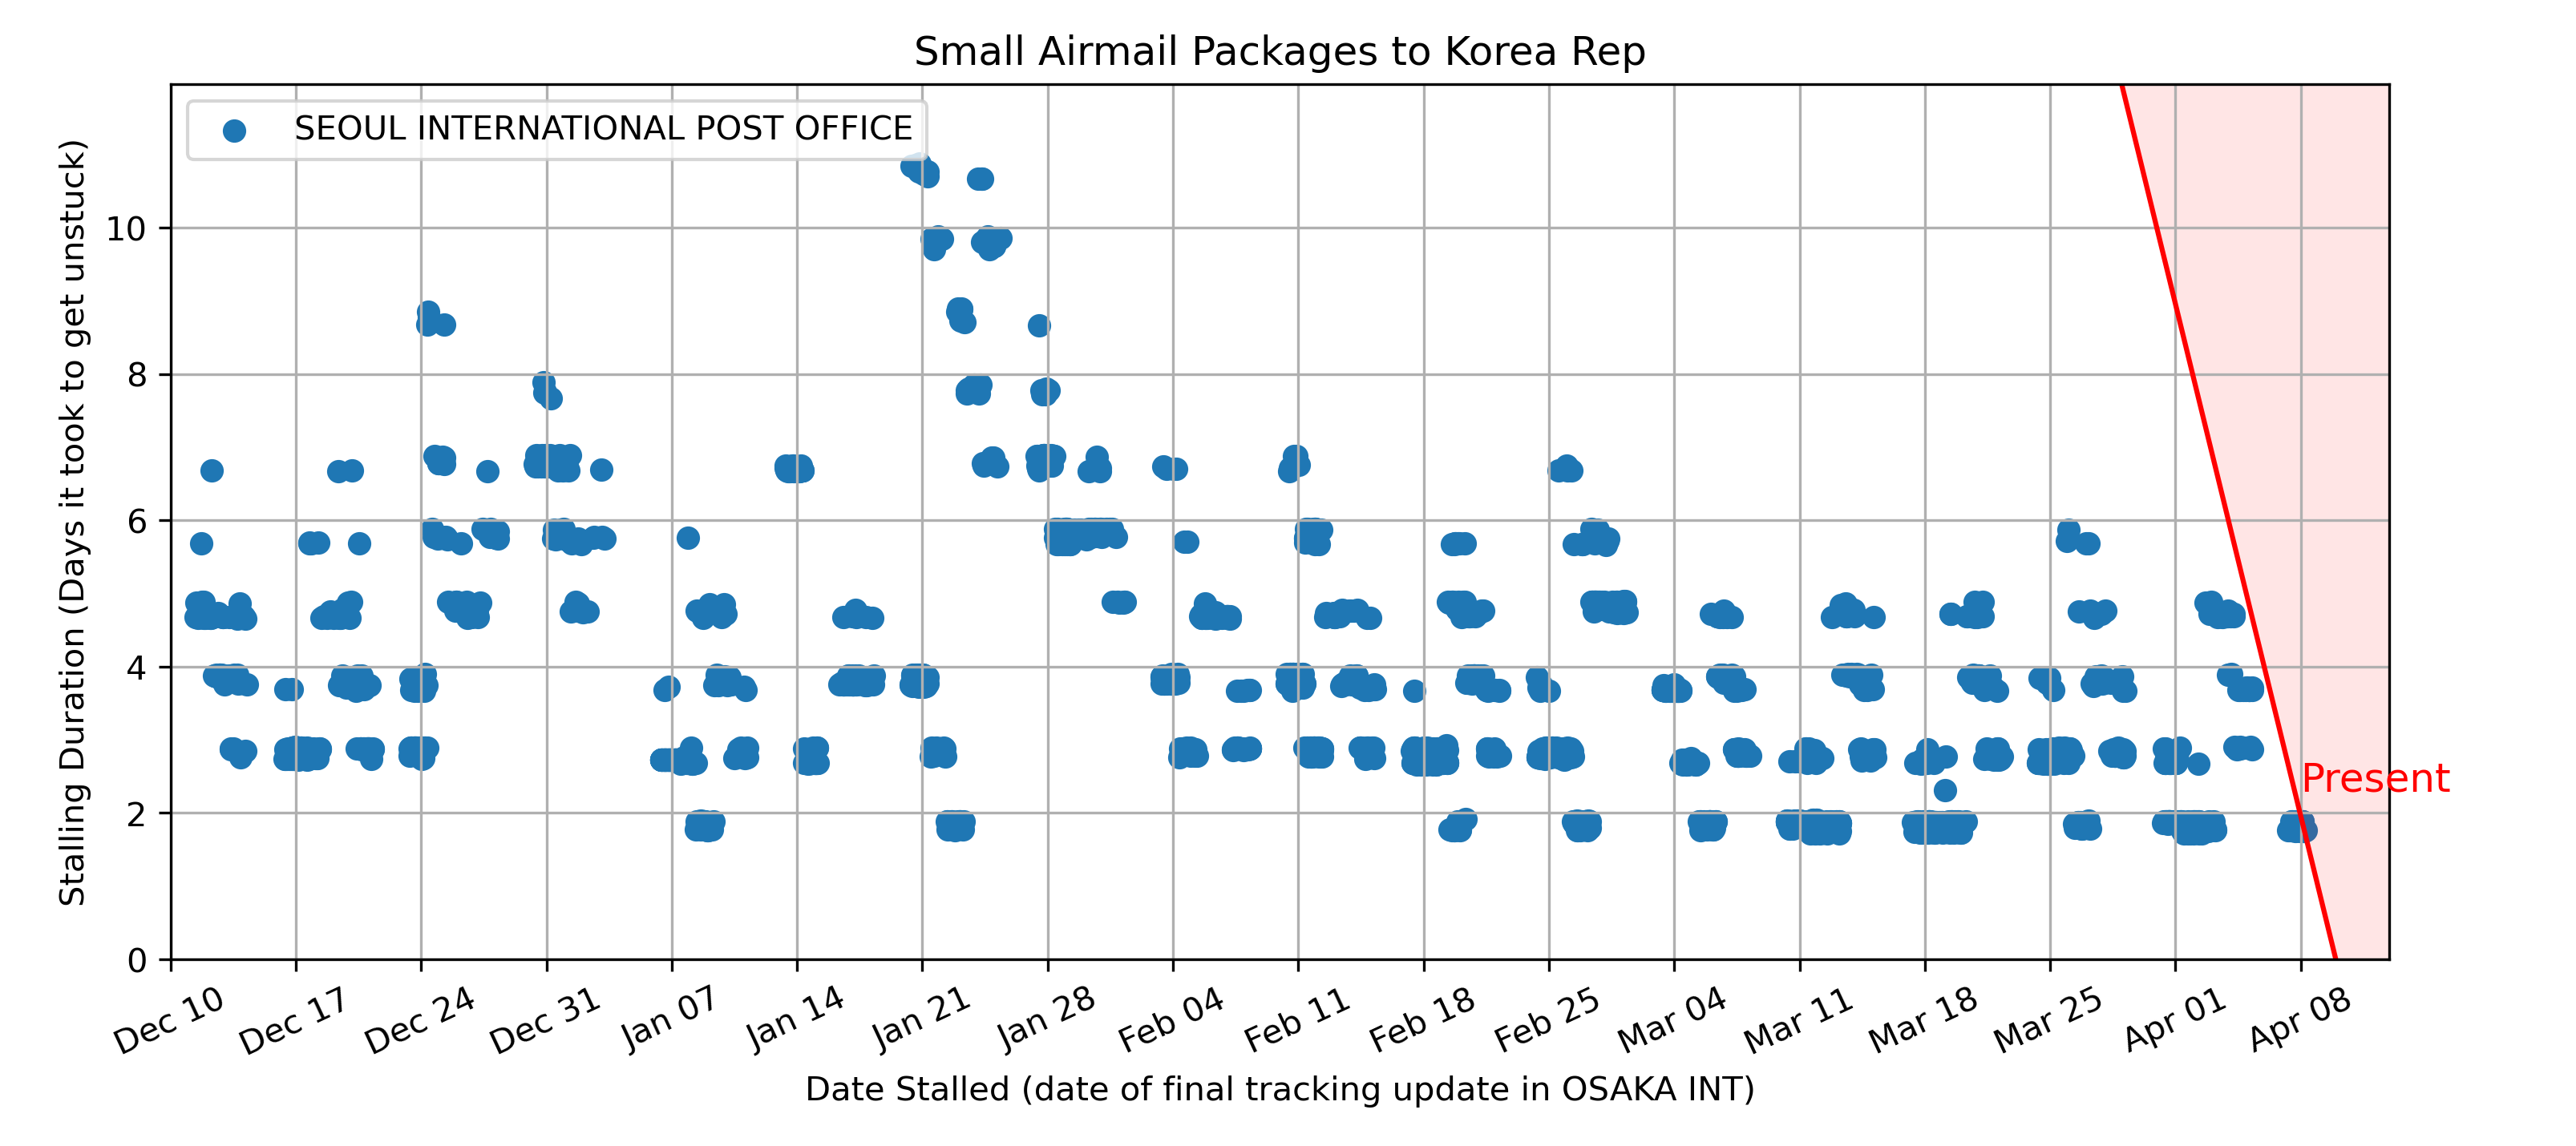 Small Airmail Packages to Korea Rep
SEOUL INTERNATIONAL POST OFFICE
Stalling Duration (Days it took to get unstuck)
10
8
6
4
2
0
Present
Dec 10
Dec 17
Dec 24
Dec 31
Jan 07
Jan 14
Jan 21
Jan 28
Feb 04
Feb 11
Feb 18
Feb 25
Mar 04
Mar 11
Mar 18
Mar 25
Apr 01
Apr 08
Date Stalled (date of final tracking update in OSAKA INT)